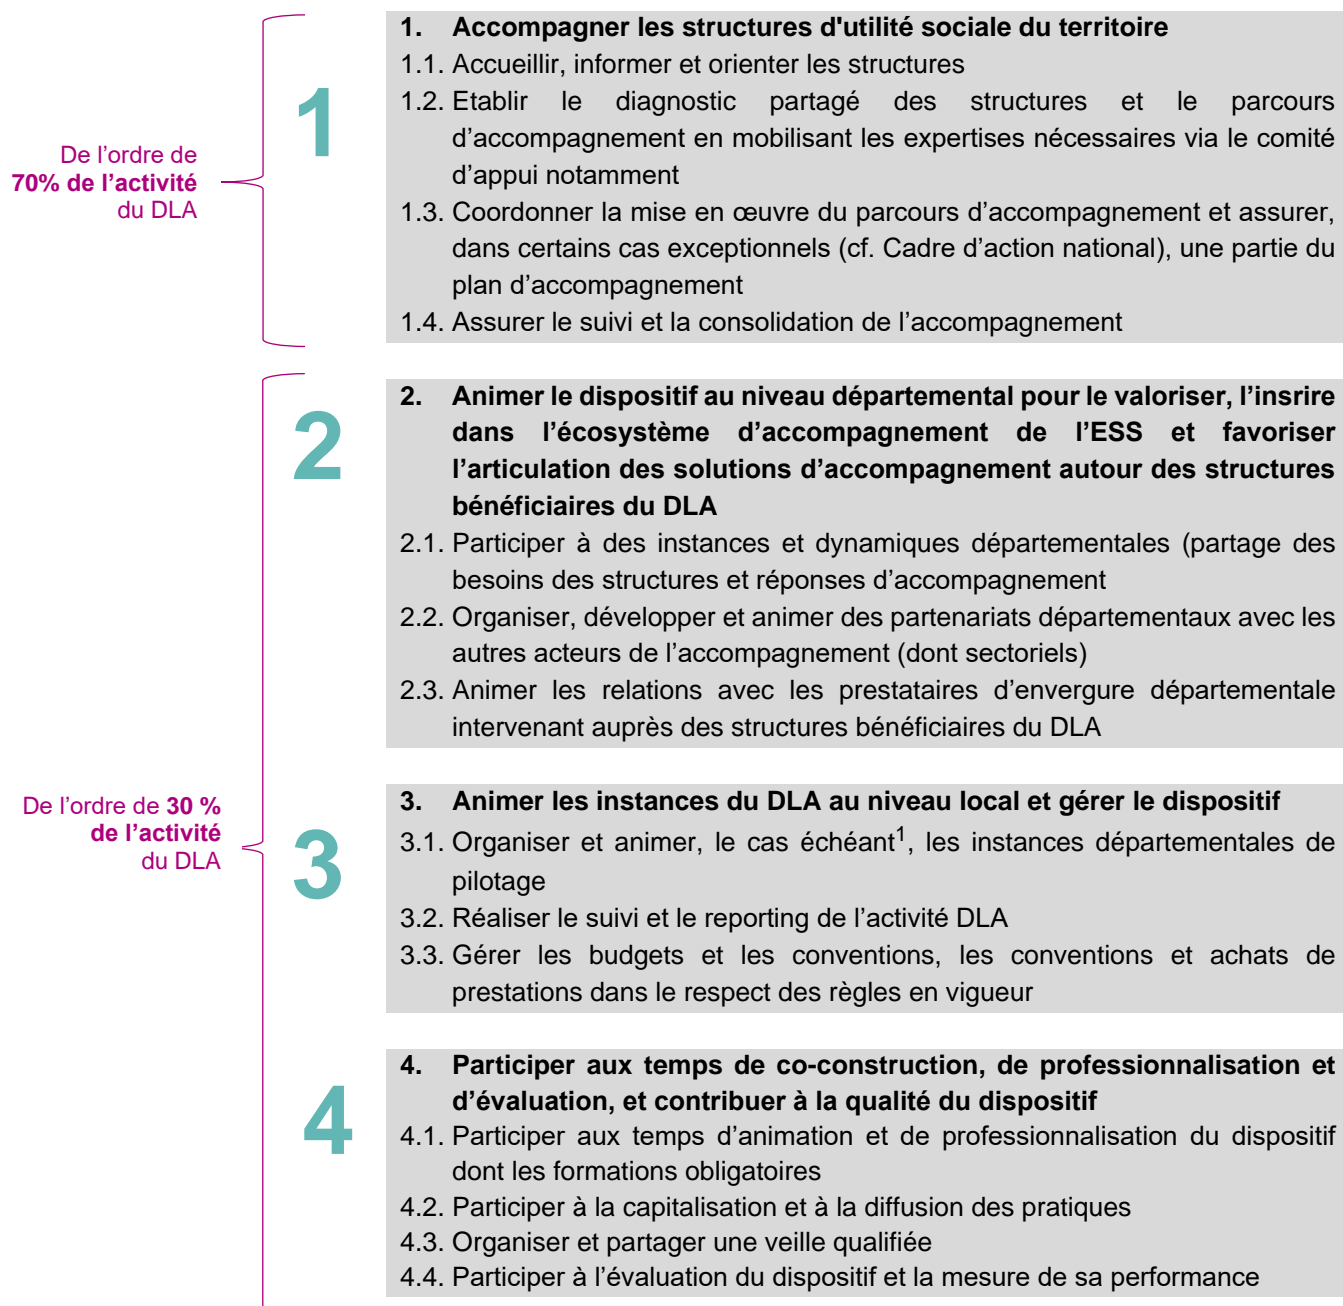 1
De l’ordre de
70% de l’activité
du DLA
1. Accompagner les structures d'utilité sociale du territoire
1.1. Accueillir, informer et orienter les structures
1.2. Etablir le diagnostic partagé des structures et le parcours
d’accompagnement en mobilisant les expertises nécessaires via le comité
d’appui notamment
1.3. Coordonner la mise en œuvre du parcours d’accompagnement et assurer,
dans certains cas exceptionnels (cf. Cadre d’action national), une partie du
plan d’accompagnement
1.4. Assurer le suivi et la consolidation de l’accompagnement
2
2. Animer le dispositif au niveau départemental pour le valoriser, l’insrire
dans l’écosystème d’accompagnement de l’ESS et favoriser
l’articulation des solutions d’accompagnement autour des structures
bénéficiaires du DLA
2.1. Participer à des instances et dynamiques départementales (partage des
besoins des structures et réponses d’accompagnement
2.2. Organiser, développer et animer des partenariats départementaux avec les
autres acteurs de l’accompagnement (dont sectoriels)
2.3. Animer les relations avec les prestataires d’envergure départementale
intervenant auprès des structures bénéficiaires du DLA
De l’ordre de 30 %
de l’activité
du DLA
3
3. Animer les instances du DLA au niveau local et gérer le dispositif
3.1. Organiser et animer, le cas échéant1, les instances départementales de
pilotage
3.2. Réaliser le suivi et le reporting de l’activité DLA
3.3. Gérer les budgets et les conventions, les conventions et achats de
prestations dans le respect des règles en vigueur
4
4. Participer aux temps de co-construction, de professionnalisation et
d’évaluation, et contribuer à la qualité du dispositif
4.1. Participer aux temps d’animation et de professionnalisation du dispositif
dont les formations obligatoires
4.2. Participer à la capitalisation et à la diffusion des pratiques
4.3. Organiser et partager une veille qualifiée
4.4. Participer à l’évaluation du dispositif et la mesure de sa performance